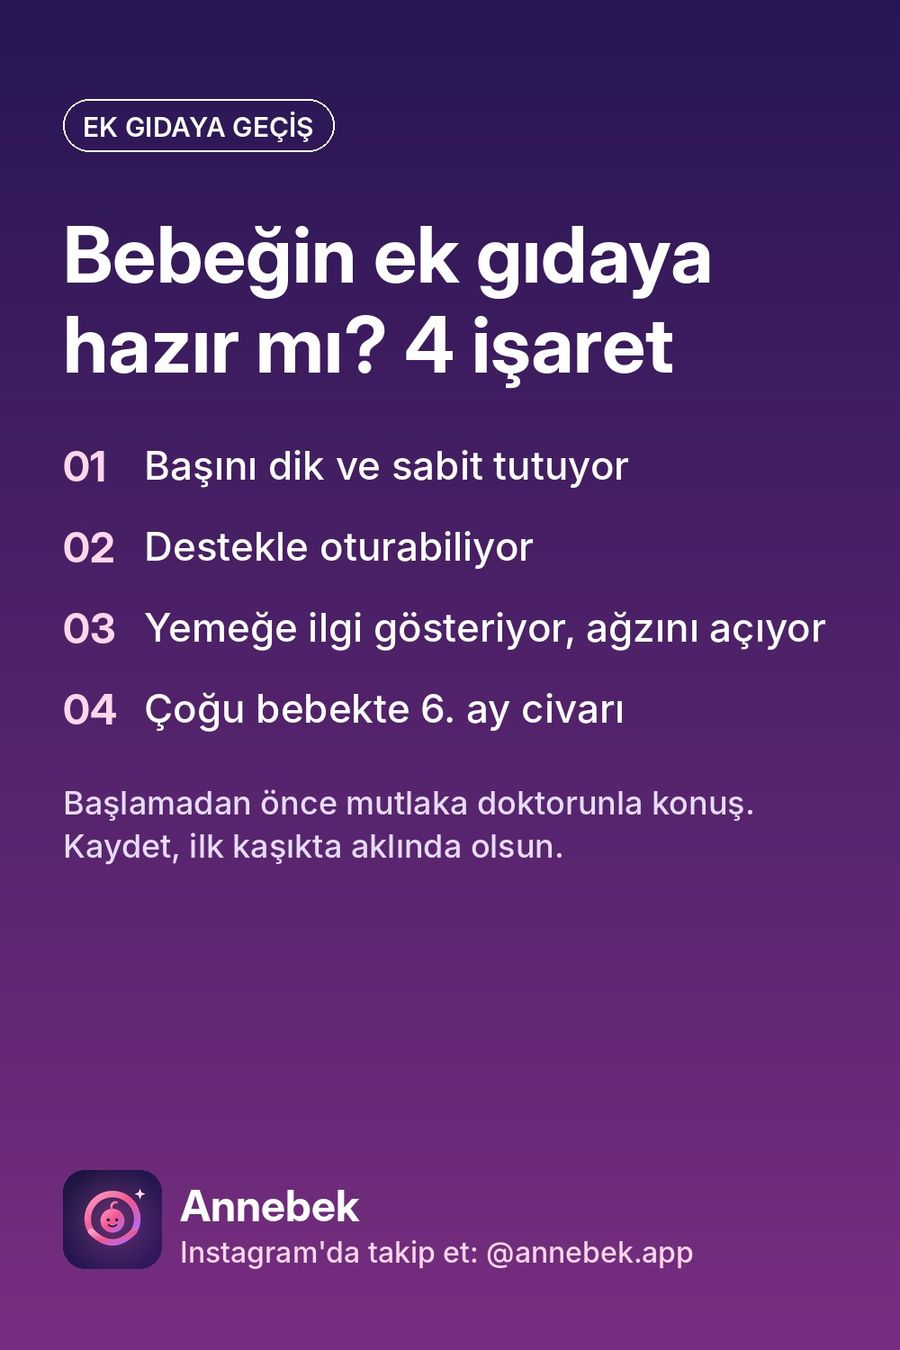 EK GIDAYA GEÇİŞ
Bebeğin ek gıdaya
hazır mı? 4 işaret
01 Başını dik ve sabit tutuyor
02 Destekle oturabiliyor
03 Yemeğe ilgi gösteriyor, ağzını açıyor
04 Çoğu bebekte 6. ay civarı
Başlamadan önce mutlaka doktorunla konuş.
Kaydet, ilk kaşıkta aklında olsun.
Annebek
Instagram'da takip et: @annebek.app